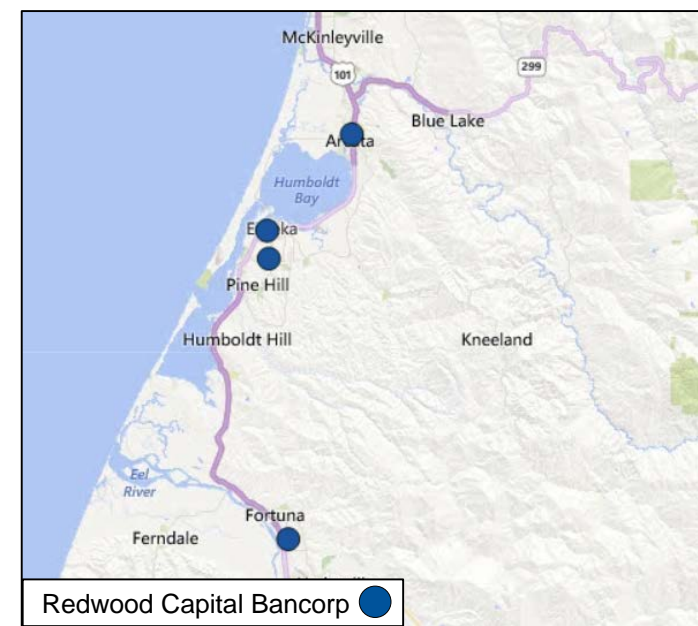 McKinleyville
101
299
Blue Lake
Humboldt
Bay
Pine Hill
Humboldt Hill
Kneeland
Eel
River
Fortuna
Ferndale
Redwood Capital Bancorp